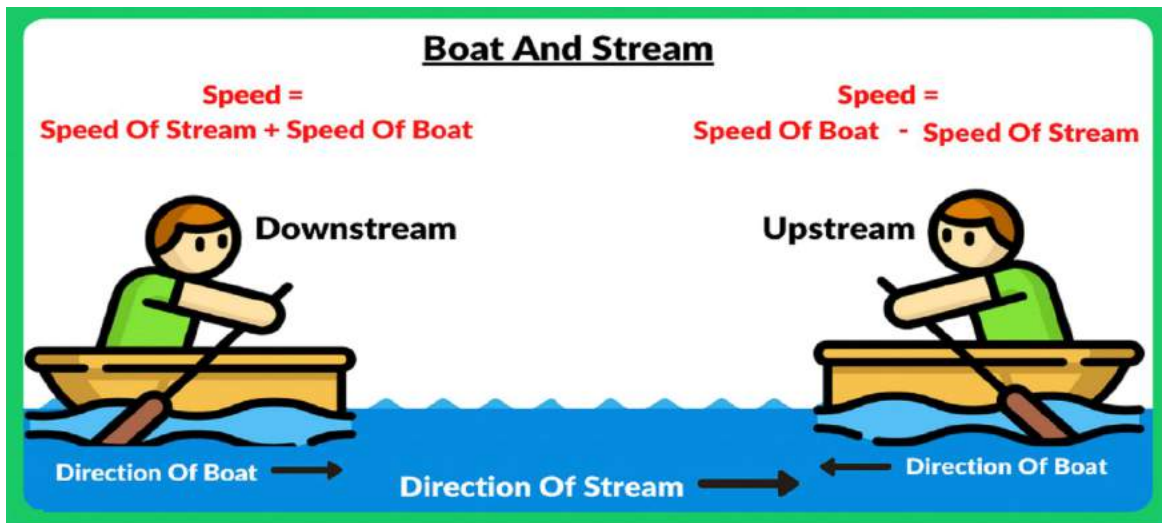 Boat And Stream
Speed =
Speed Of Stream + Speed Of Boat
Speed =
Speed Of Boat - Speed Of Stream
Downstream
Upstream
Direction Of Boat
Direction Of Stream
Direction Of Boat